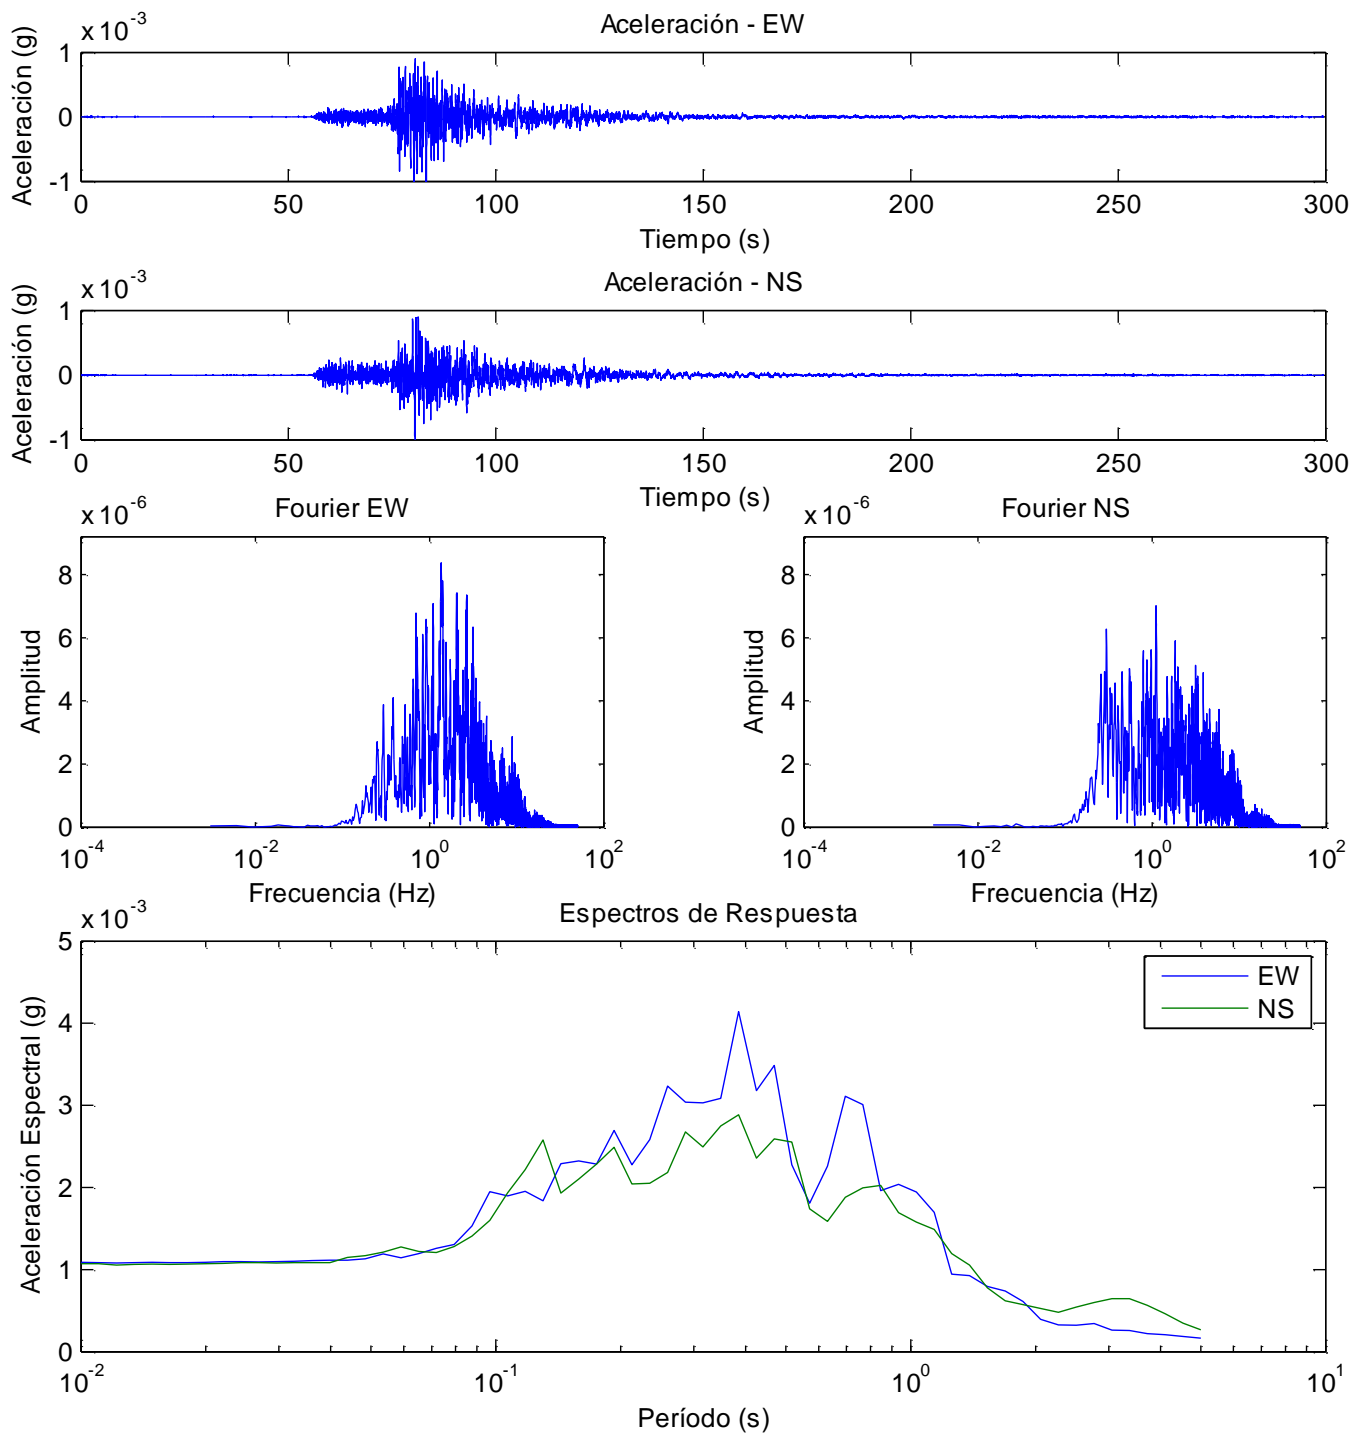 x 10^-3
Aceleración - EW
Aceleración (g)
1
0
-1
0 50 100 150 200 250 300
Tiempo (s)
x 10^-3
Aceleración - NS
Aceleración (g)
1
0
-1
0 50 100 150 200 250 300
Tiempo (s)
x 10^-6
Fourier EW
Amplitud
8
6
4
2
0
10^-4 10^-2 10^0 10^2
Frecuencia (Hz)
x 10^-6
Fourier NS
Amplitud
8
6
4
2
0
10^-4 10^-2 10^0 10^2
Frecuencia (Hz)
x 10^-3
Espectros de Respuesta
Aceleración Espectral (g)
5
4
3
2
1
0
EW
NS
10^-2 10^-1 10^0 10^1
Período (s)